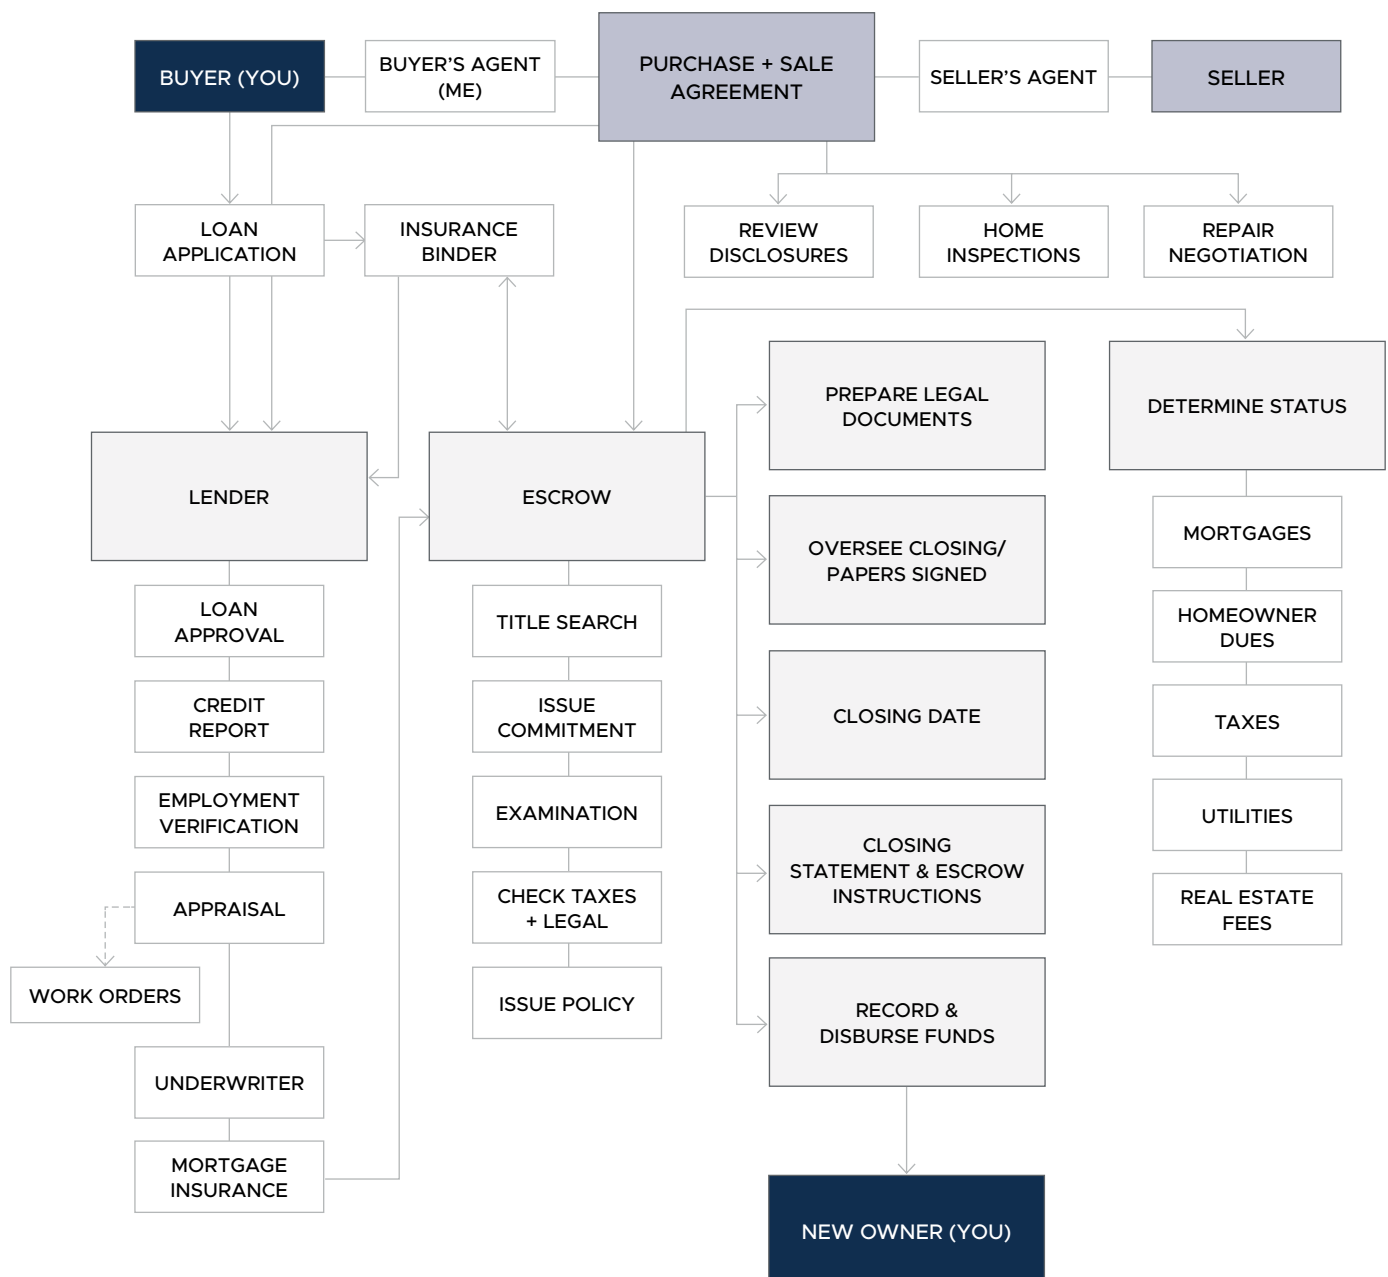 BUYER (YOU)
BUYER’S AGENT
(ME)
PURCHASE + SALE
AGREEMENT
SELLER’S AGENT
SELLER
LOAN
APPLICATION
INSURANCE
BINDER
REVIEW
DISCLOSURES
HOME
INSPECTIONS
REPAIR
NEGOTIATION
LENDER
ESCROW
PREPARE LEGAL
DOCUMENTS
DETERMINE STATUS
OVERSEE CLOSING/
PAPERS SIGNED
CLOSING DATE
CLOSING
STATEMENT & ESCROW
INSTRUCTIONS
RECORD &
DISBURSE FUNDS
MORTGAGES
HOMEOWNER
DUES
TAXES
UTILITIES
REAL ESTATE
FEES
LOAN
APPROVAL
CREDIT
REPORT
EMPLOYMENT
VERIFICATION
APPRAISAL
WORK ORDERS
UNDERWRITER
MORTGAGE
INSURANCE
TITLE SEARCH
ISSUE
COMMITMENT
EXAMINATION
CHECK TAXES
+ LEGAL
ISSUE POLICY
NEW OWNER (YOU)